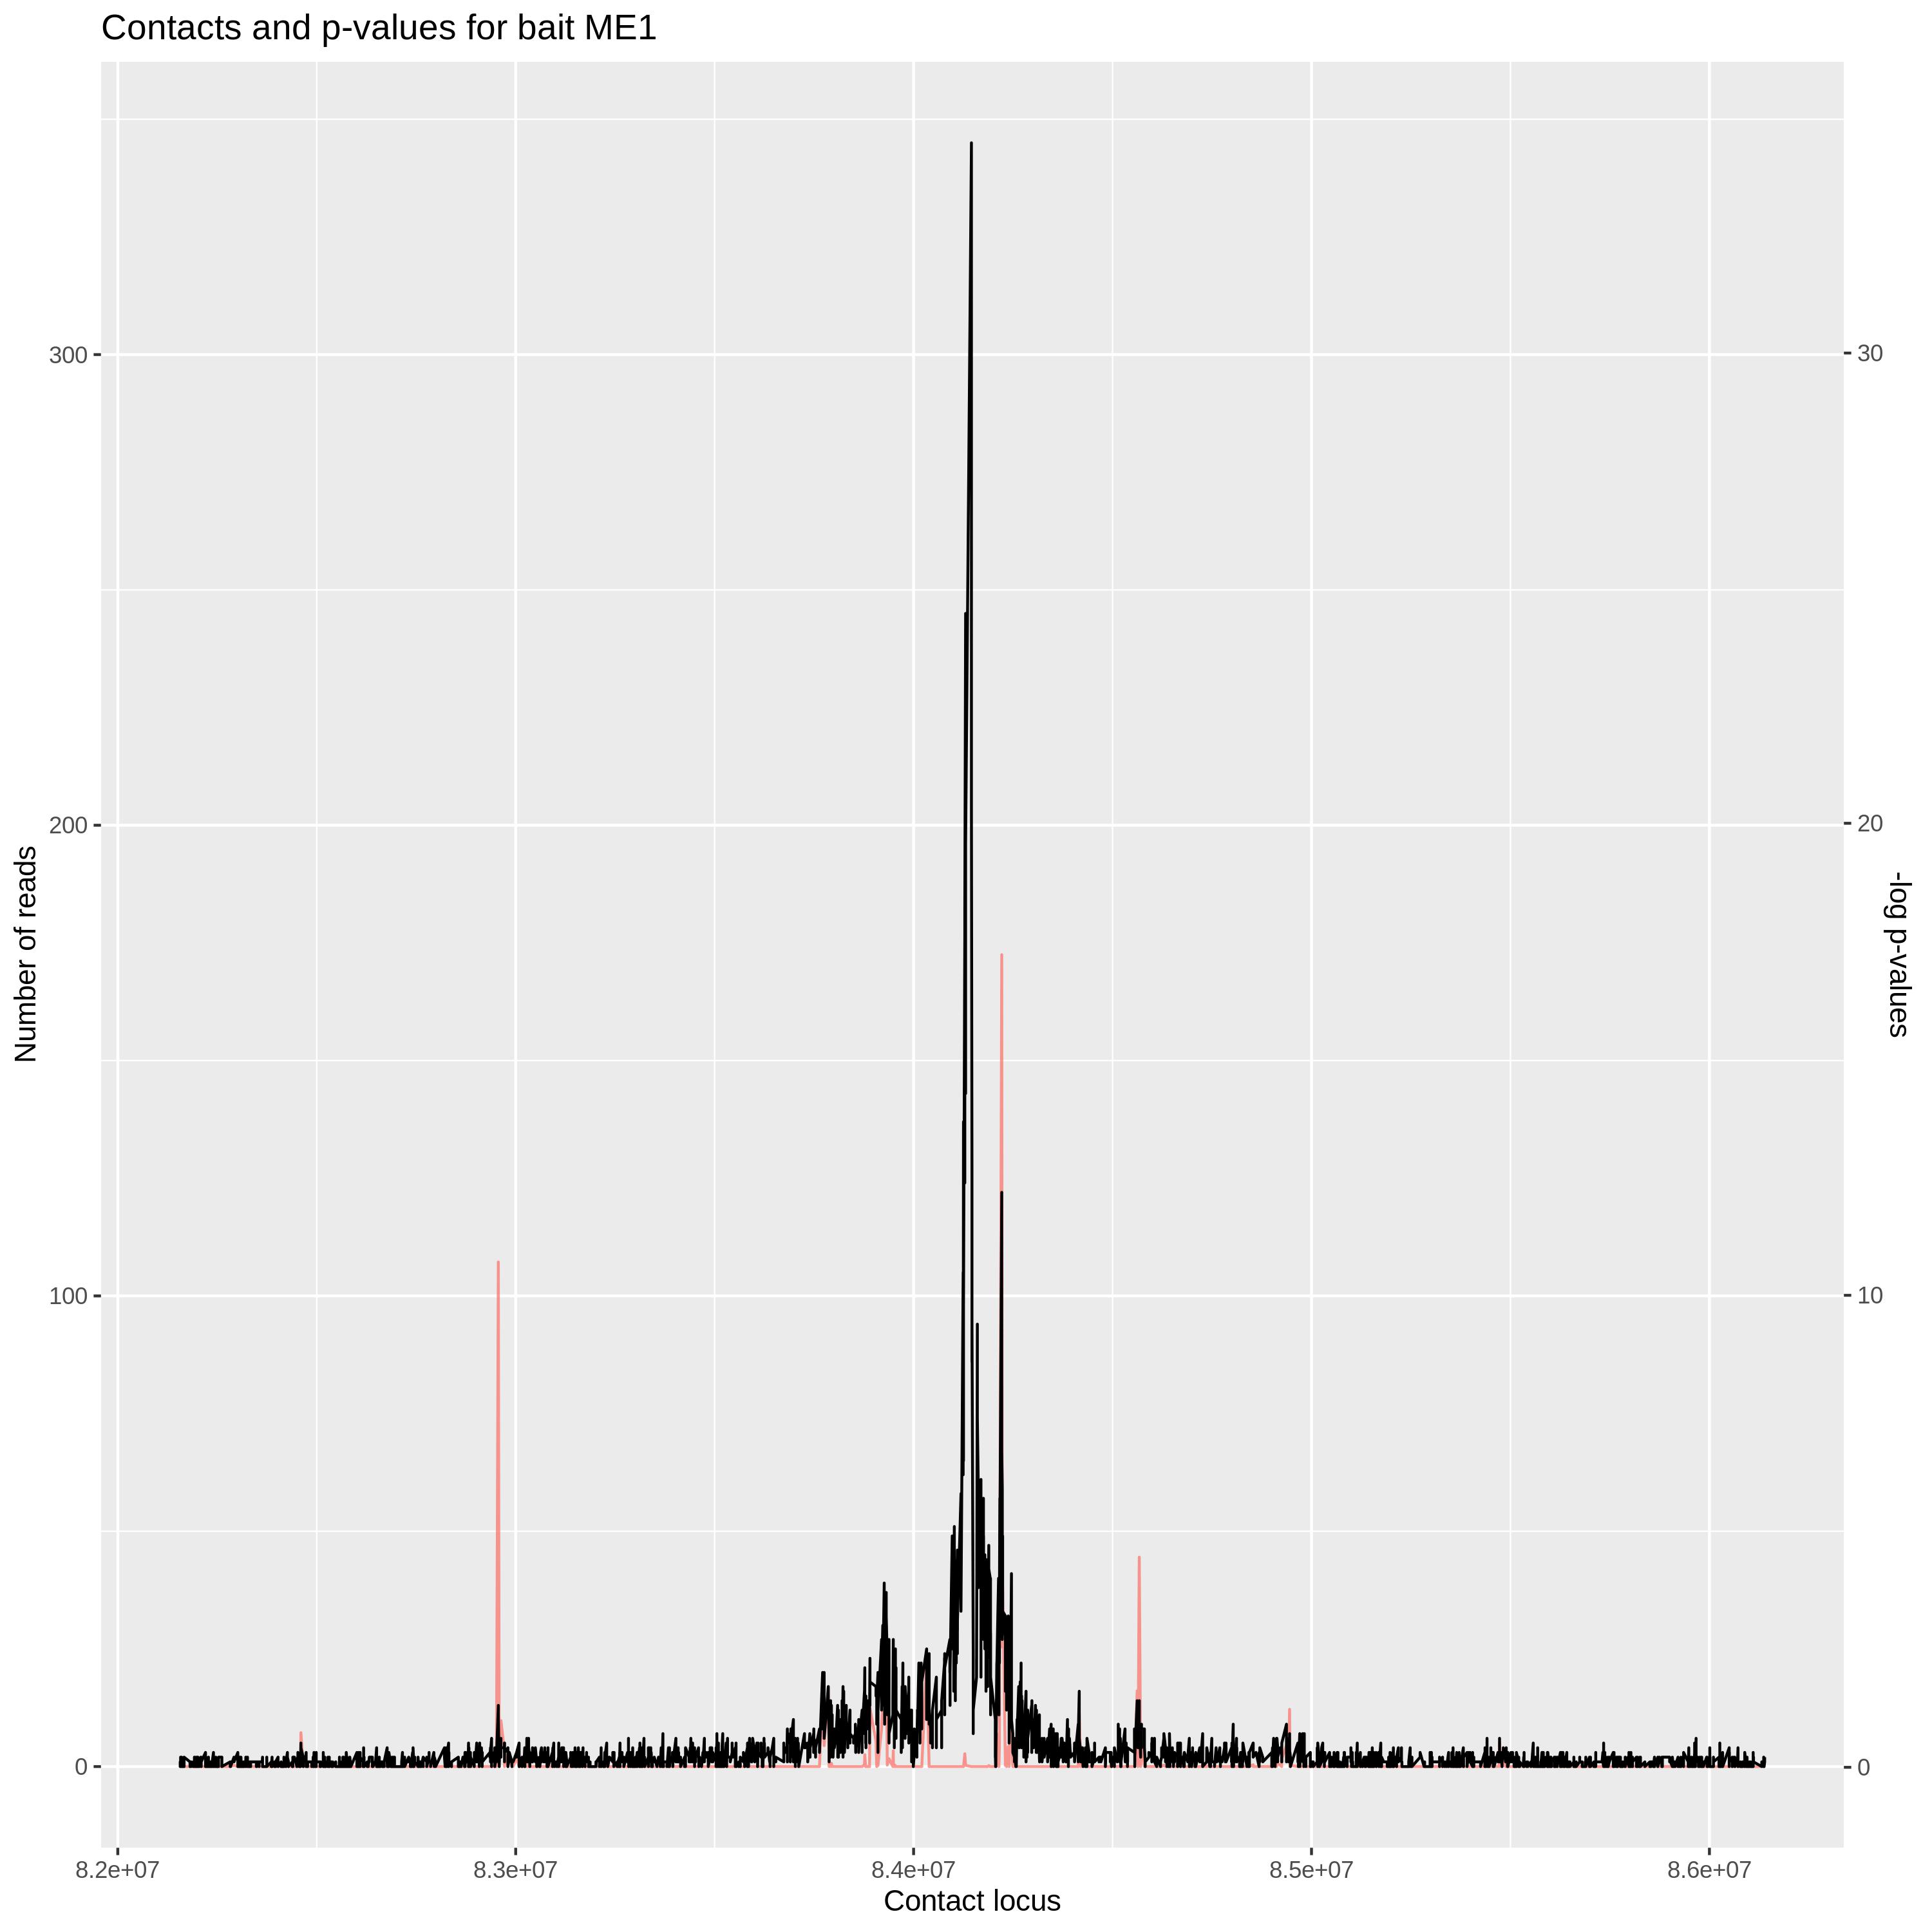 Contacts and p-values for bait ME1
300
200
100
0
Number of reads
30
20
10
0
-log p-values
8.2e+07
8.3e+07
8.4e+07
8.5e+07
8.6e+07
Contact locus